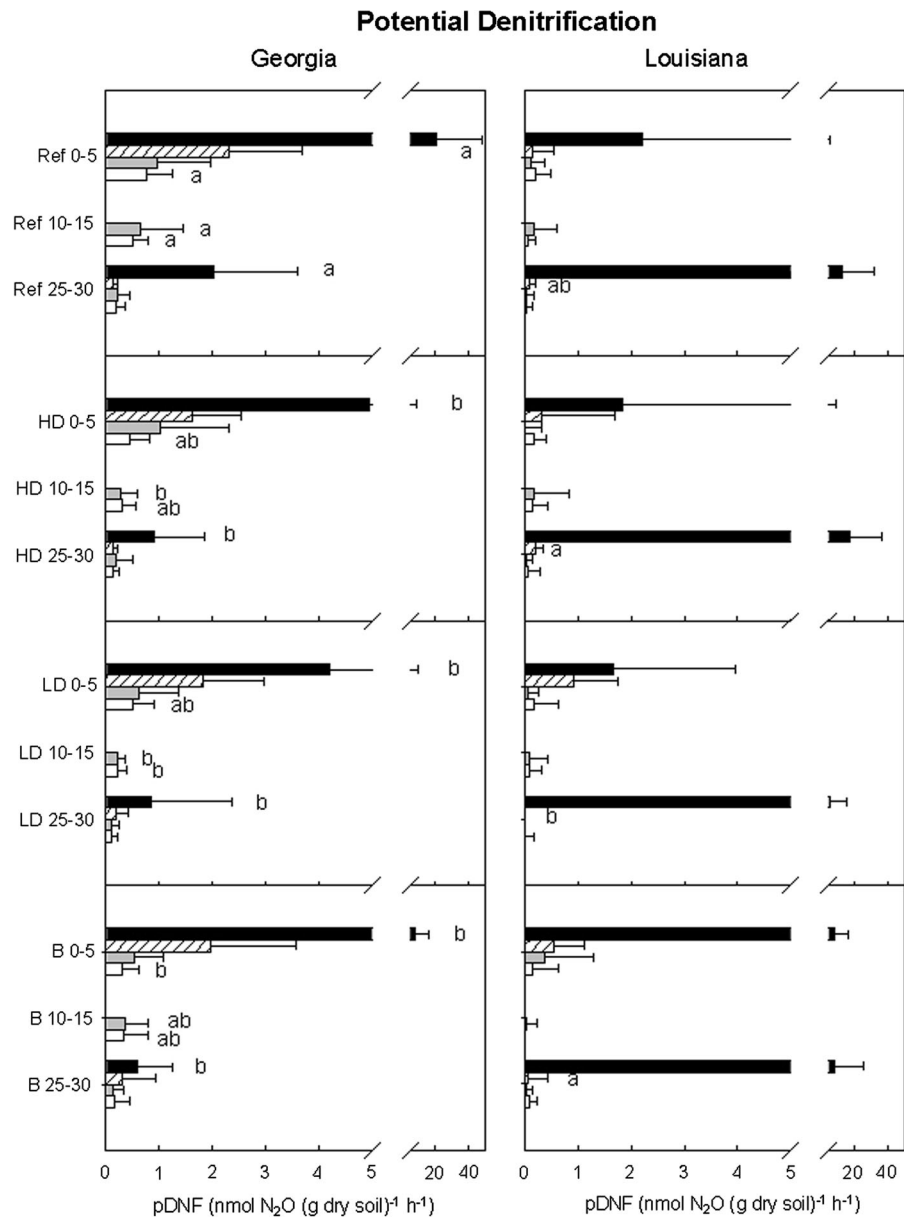 Potential Denitrification
Georgia Louisiana
Ref 0-5
a
a
Ref 10-15 a
a
a
Ref 25-30 ab
HD 0-5 b
ab
HD 10-15 b
ab
b
HD 25-30 a
LD 0-5 b
ab
LD 10-15 b
b
b
LD 25-30 b
B 0-5 b
b
B 10-15 ab
ab
b
B 25-30 a
0 1 2 3 4 5 20 40 0 1 2 3 4 5 20 40
pDNF (nmol N₂O (g dry soil)⁻¹ h⁻¹) pDNF (nmol N₂O (g dry soil)⁻¹ h⁻¹)